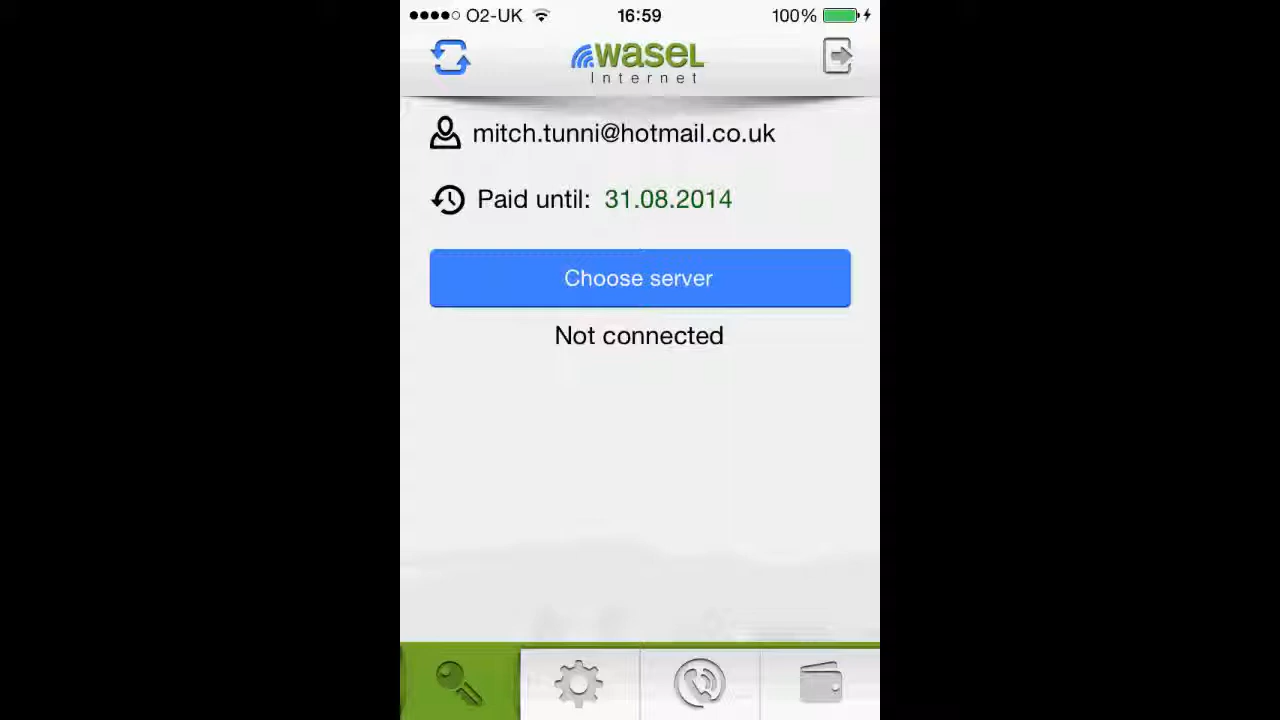 O2-UK 16:59 100%
wasel
Internet
mitch.tunni@hotmail.co.uk
Paid until: 31.08.2014
Choose server
Not connected